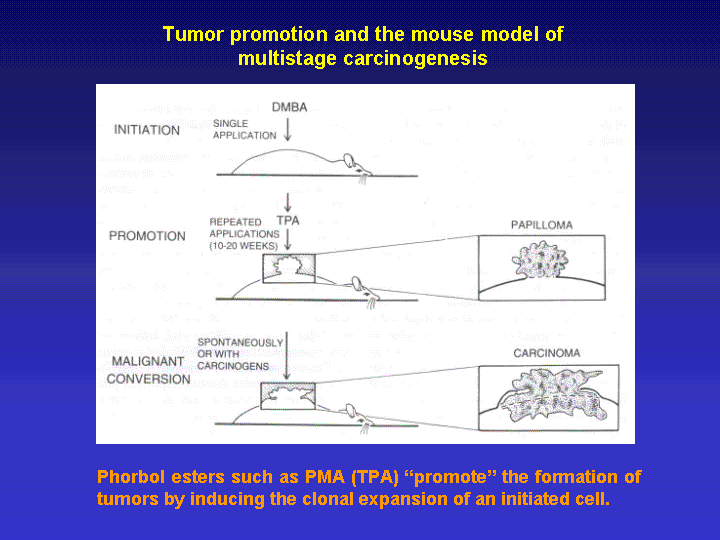 Tumor promotion and the mouse model of
multistage carcinogenesis
DMBA
INITIATION
SINGLE
APPLICATION
PROMOTION
REPEATED
APPLICATIONS
(10-20 WEEKS)
TPA
PAPILLOMA
MALIGNANT
CONVERSION
SPONTANEOUSLY
OR WITH
CARCINOGENS
CARCINOMA
Phorbol esters such as PMA (TPA) “promote” the formation of
tumors by inducing the clonal expansion of an initiated cell.